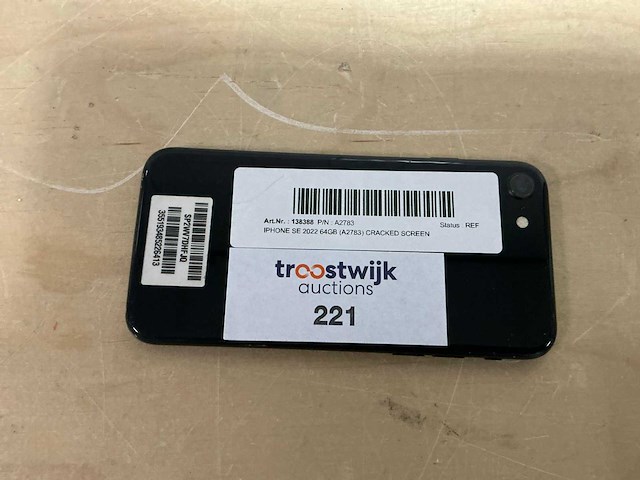 Art.Nr. : 138388 P/N : A2783
Status : REF
IPHONE SE 2022 64GB (A2783) CRACKED SCREEN
troostwijk
auctions
221